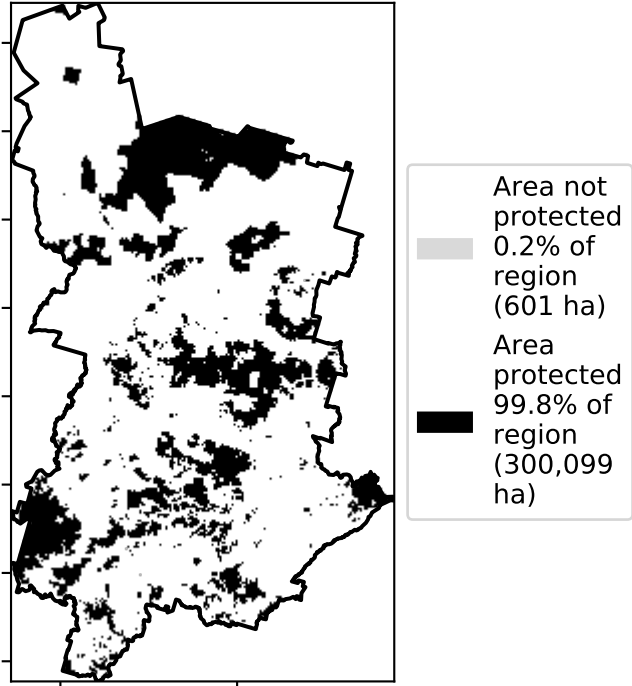 Area not
protected
0.2% of
region
(601 ha)
Area
protected
99.8% of
region
(300,099
ha)